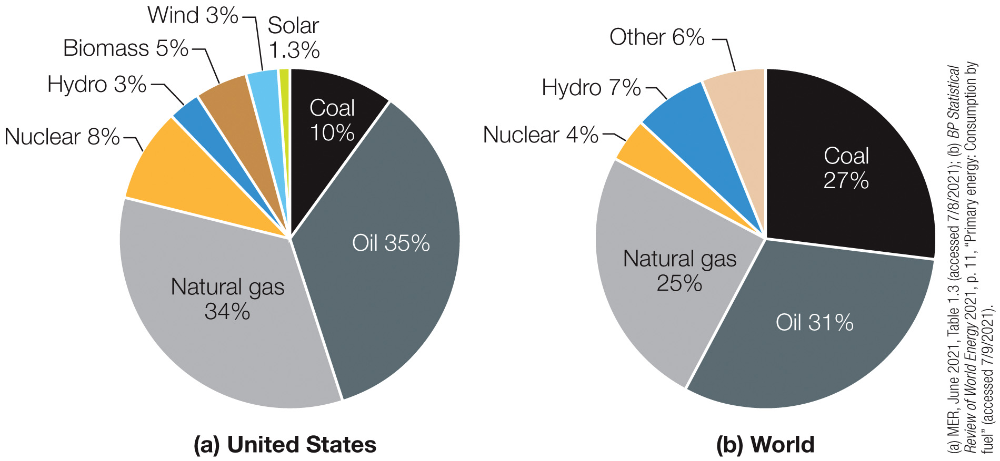 Wind 3%
Solar
1.3%
Biomass 5%
Hydro 3%
Nuclear 8%
Coal
10%
Oil 35%
Natural gas
34%
(a) United States
Other 6%
Hydro 7%
Nuclear 4%
Coal
27%
Natural gas
25%
Oil 31%
(b) World
(a) MER, June 2021, Table 1.3 (accessed 7/8/2021); (b) BP Statistical
Review of World Energy 2021, p. 11, “Primary energy: Consumption by
fuel” (accessed 7/9/2021).